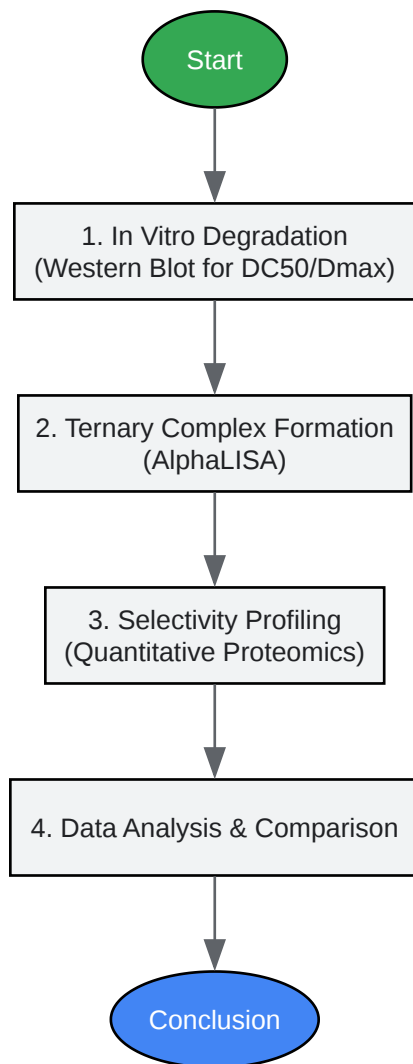 Start
1. In Vitro Degradation
(Western Blot for DC50/Dmax)
2. Ternary Complex Formation
(AlphaLISA)
3. Selectivity Profiling
(Quantitative Proteomics)
4. Data Analysis & Comparison
Conclusion